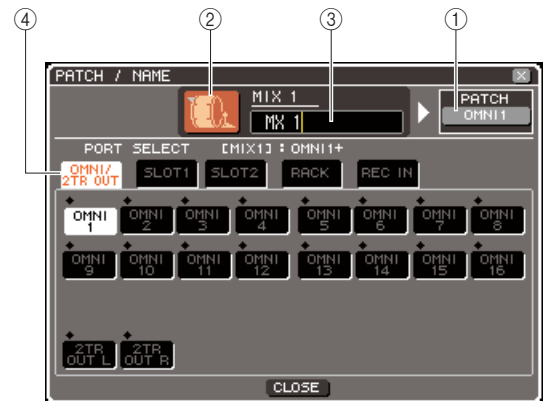 ④ ② ③ ①
PATCH / NAME
MIX 1
MX 1
PATCH
OMNI1
PORT SELECT [MIX1] : OMNI1+
OMNI/
2TR OUT
SLOT1 SLOT2 RACK REC IN
OMNI 1 OMNI 2 OMNI 3 OMNI 4 OMNI 5 OMNI 6 OMNI 7 OMNI 8
OMNI 9 OMNI 10 OMNI 11 OMNI 12 OMNI 13 OMNI 14 OMNI 15 OMNI 16
2TR OUT L 2TR OUT R
CLOSE